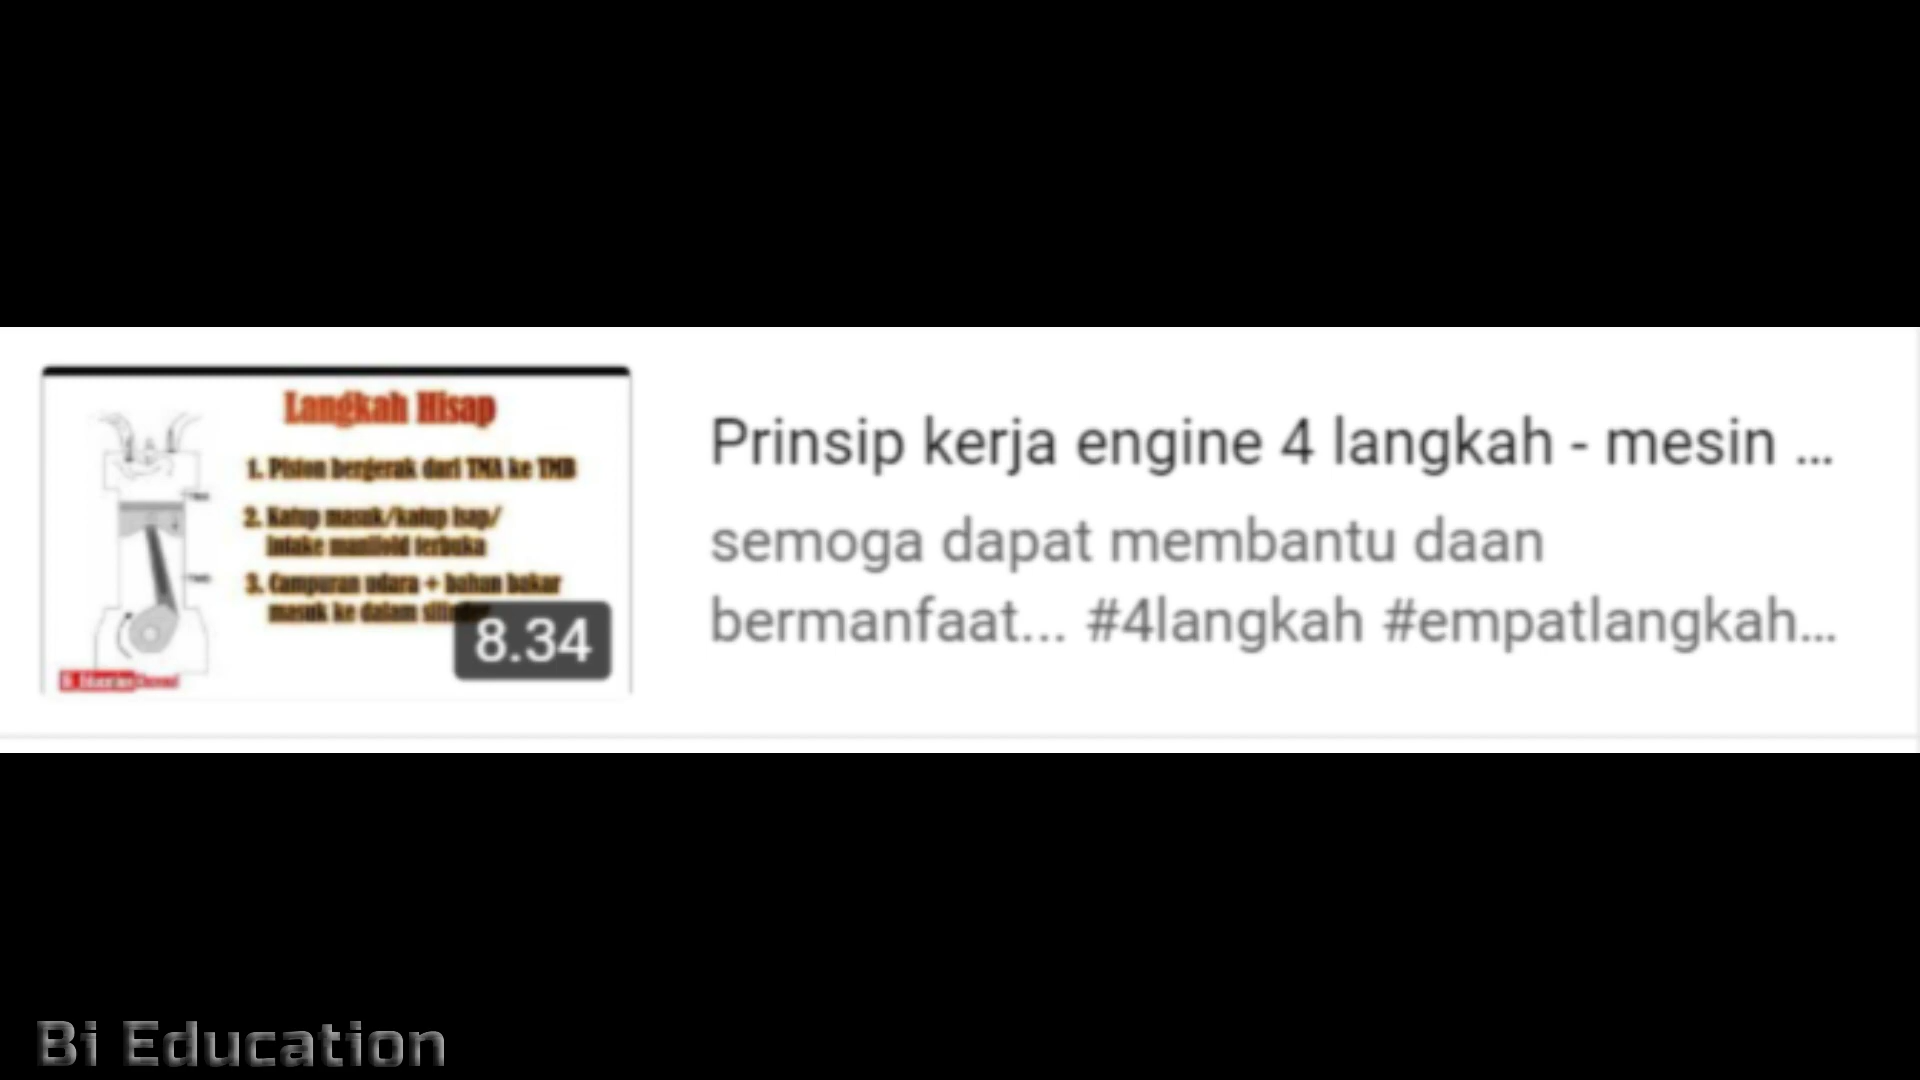 Langkah Hisap
1. Piston bergerak dari TMA ke TMB
2. Katup masuk/katup isap/
intake manifold terbuka
3. Campuran udara + bahan bakar
masuk ke dalam
8.34
Prinsip kerja engine 4 langkah - mesin ...
semoga dapat membantu daan
bermanfaat... #4langkah #empatlangkah...
Bi Education